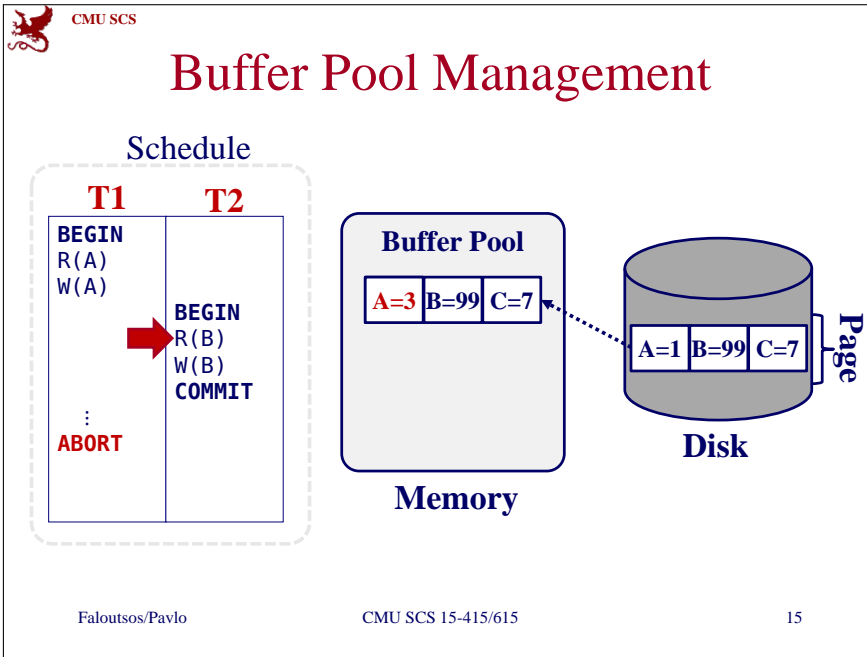 CMU SCS
Buffer Pool Management
Schedule
T1
T2
BEGIN
R(A)
W(A)
BEGIN
R(B)
W(B)
COMMIT
⋮
ABORT
Buffer Pool
A=3 B=99 C=7
Memory
A=1 B=99 C=7
Page
Disk
Faloutsos/Pavlo
CMU SCS 15-415/615
15